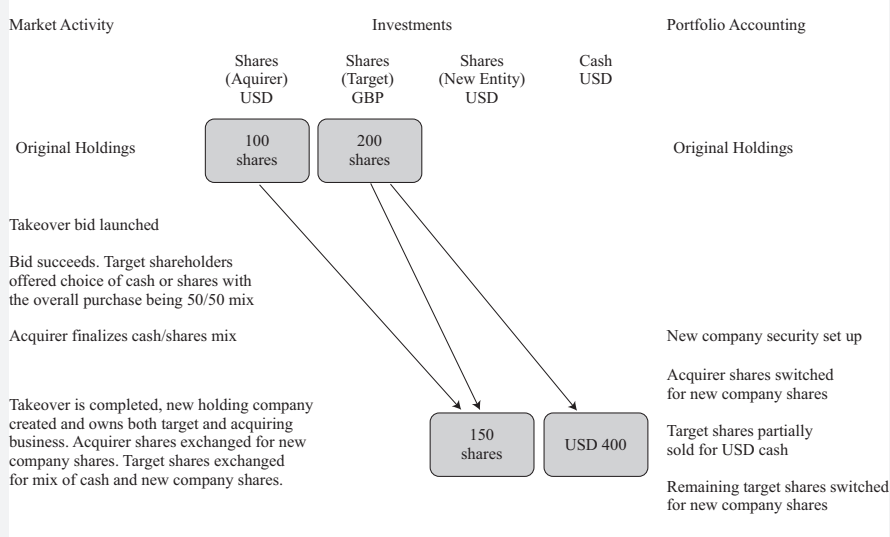 Market Activity
Investments
Portfolio Accounting
Shares
(Aquirer)
USD
Shares
(Target)
GBP
Shares
(New Entity)
USD
Cash
USD
Original Holdings
100
shares
200
shares
Original Holdings
Takeover bid launched
Bid succeeds. Target shareholders
offered choice of cash or shares with
the overall purchase being 50/50 mix
Acquirer finalizes cash/shares mix
New company security set up
Acquirer shares switched
for new company shares
Takeover is completed, new holding company
created and owns both target and acquiring
business. Acquirer shares exchanged for new
company shares. Target shares exchanged
for mix of cash and new company shares.
150
shares
USD 400
Target shares partially
sold for USD cash
Remaining target shares switched
for new company shares